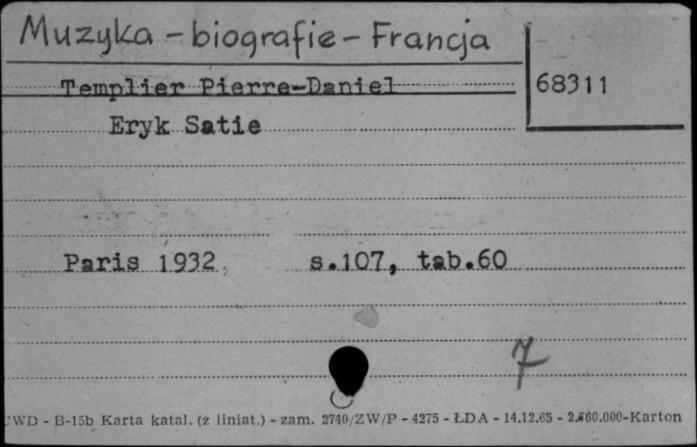 Muzyka - biografie - Francja
Templier Pierre-Daniel
68311
Eryk Satie
Paris 1932, s.107, tab.60
7
CWD - B-15b Karta katal. (z liniat.) - zam. 2740/ZW/P - 4275 - ŁDA - 14.12.65 - 2.860.000-Karton